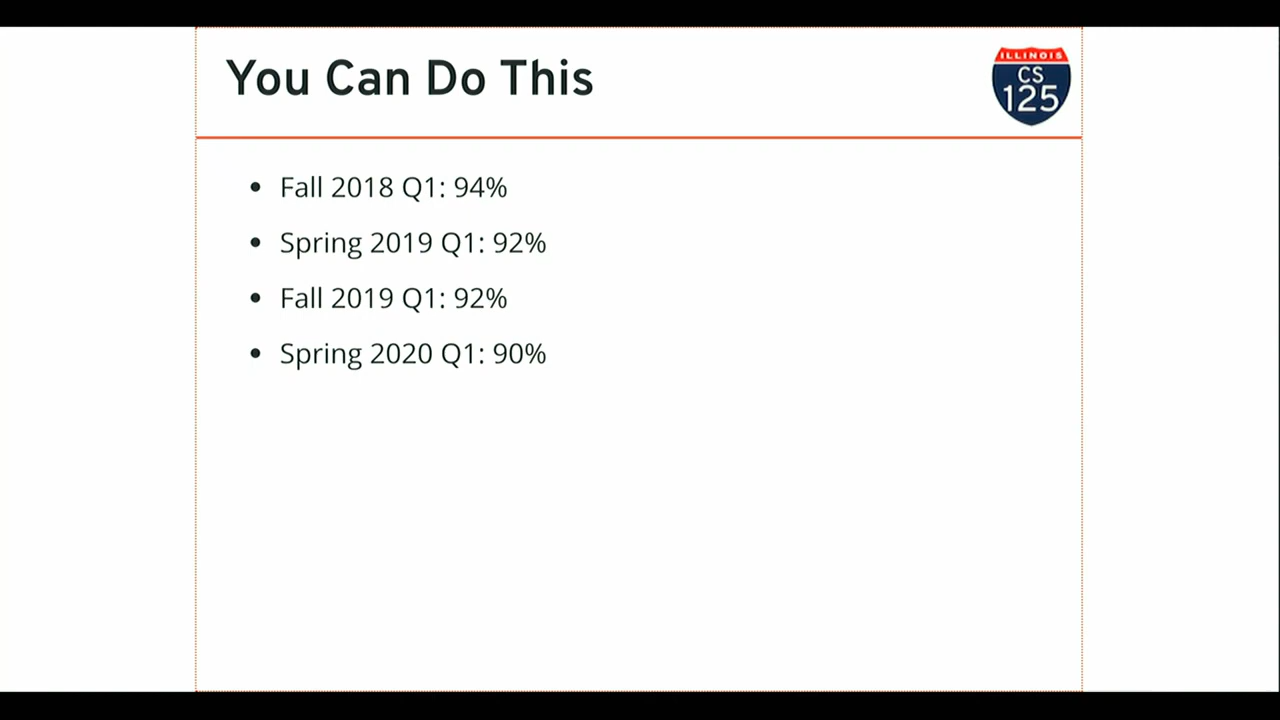 You Can Do This
ILLINOIS
CS
125
• Fall 2018 Q1: 94%
• Spring 2019 Q1: 92%
• Fall 2019 Q1: 92%
• Spring 2020 Q1: 90%